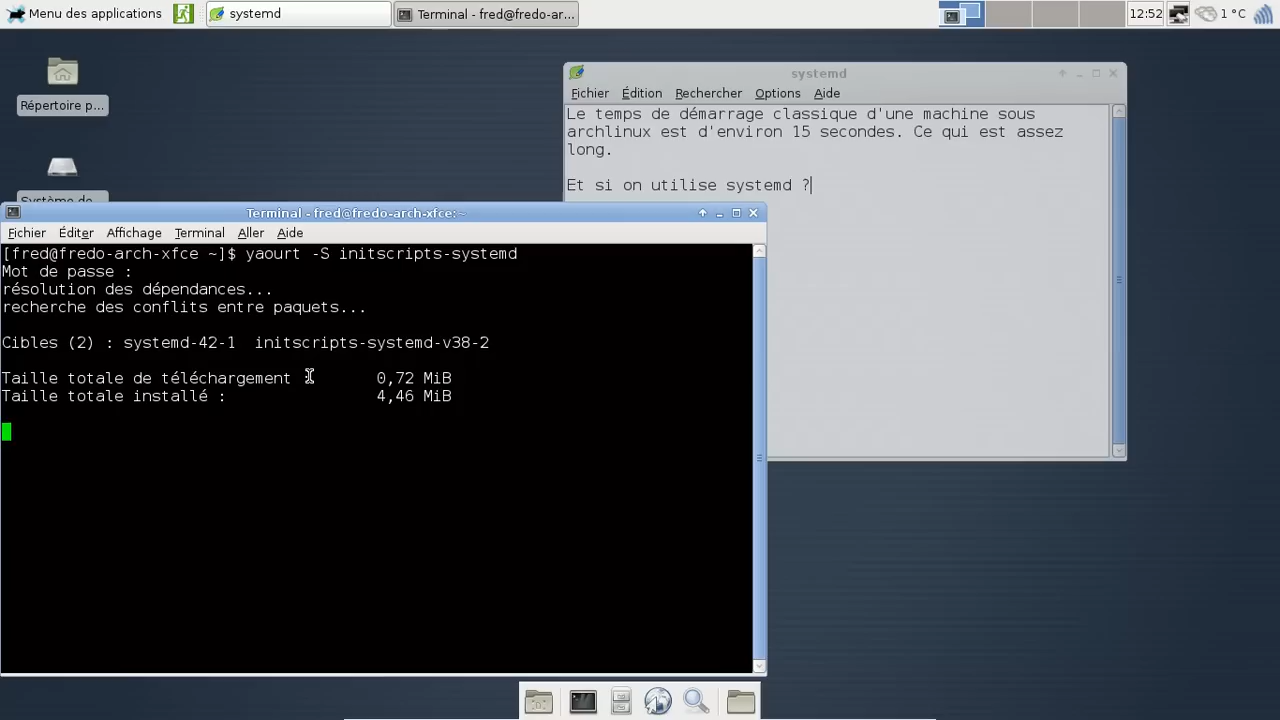 Menu des applications
systemd
Terminal - fred@fredo-ar...
12:52
1 °C
Répertoire p...
Système de
systemd
Fichier Édition Rechercher Options Aide
Le temps de démarrage classique d'une machine sous
archlinux est d'environ 15 secondes. Ce qui est assez
long.
Et si on utilise systemd ?
Terminal - fred@fredo-arch-xfce:~
Fichier Éditer Affichage Terminal Aller Aide
[fred@fredo-arch-xfce ~]$ yaourt -S initscripts-systemd
Mot de passe :
résolution des dépendances...
recherche des conflits entre paquets...
Cibles (2) : systemd-42-1 initscripts-systemd-v38-2
Taille totale de téléchargement : 0,72 MiB
Taille totale installé : 4,46 MiB